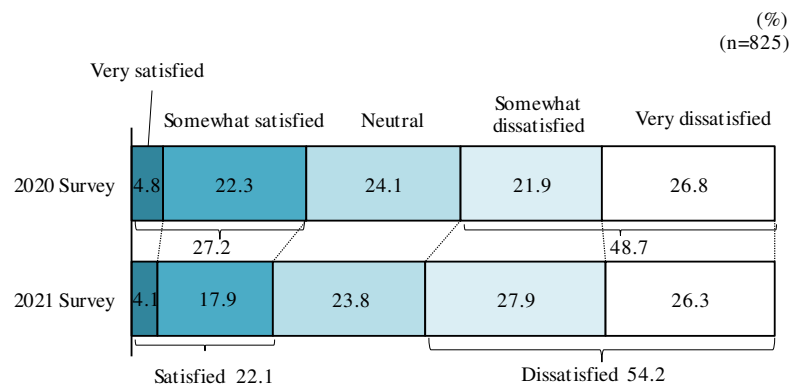 (%)
(n=825)
Very satisfied
Somewhat satisfied
Neutral
Somewhat
dissatisfied
Very dissatisfied
2020 Survey
4.8
22.3
24.1
21.9
26.8
27.2
48.7
2021 Survey
4.1
17.9
23.8
27.9
26.3
Satisfied 22.1
Dissatisfied 54.2